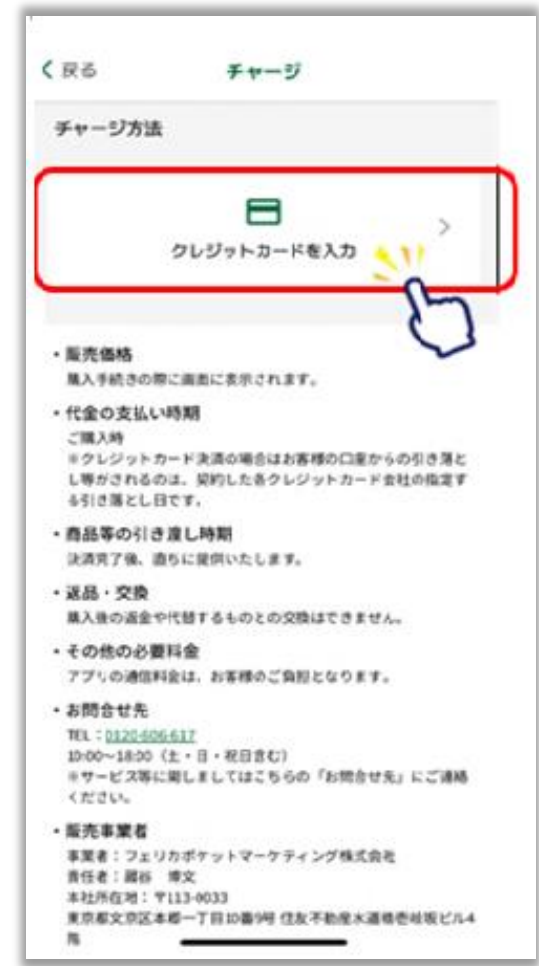 戻る
チャージ
チャージ方法
クレジットカードを入力
・販売価格
購入手続きの際に画面に表示されます。
・代金の支払い時期
ご購入時
※クレジットカード決済の場合はお客様の口座からの引き落と
し等がされるのは、契約した各クレジットカード会社の指定す
る引き落とし日です。
・商品等の引き渡し時期
決済完了後、直ちに提供いたします。
・返品・交換
購入後の返金や代替するものとの交換はできません。
・その他の必要料金
アプリの通信料金は、お客様のご負担となります。
・お問合せ先
TEL：0120-606-617
10:00～18:00（土・日・祝日含む）
※サービス等に関しましてはこちらの「お問合せ先」にご連絡
ください。
・販売事業者
事業者：フェリカポケットマーケティング株式会社
責任者： 博文
本社所在地：〒113-0033
東京都文京区本郷一丁目10番9号 住友不動産水道橋壱岐坂ビル4
階